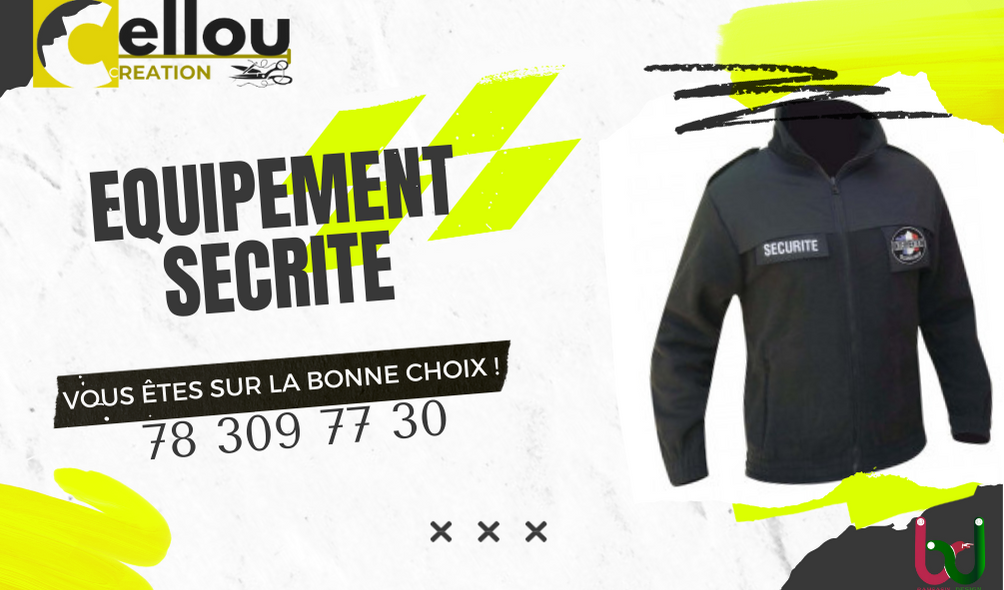 Cellou
CREATION
EQUIPEMENT
SECRITE
VOUS ÊTES SUR LA BONNE CHOIX !
78 309 77 30
SECURITE